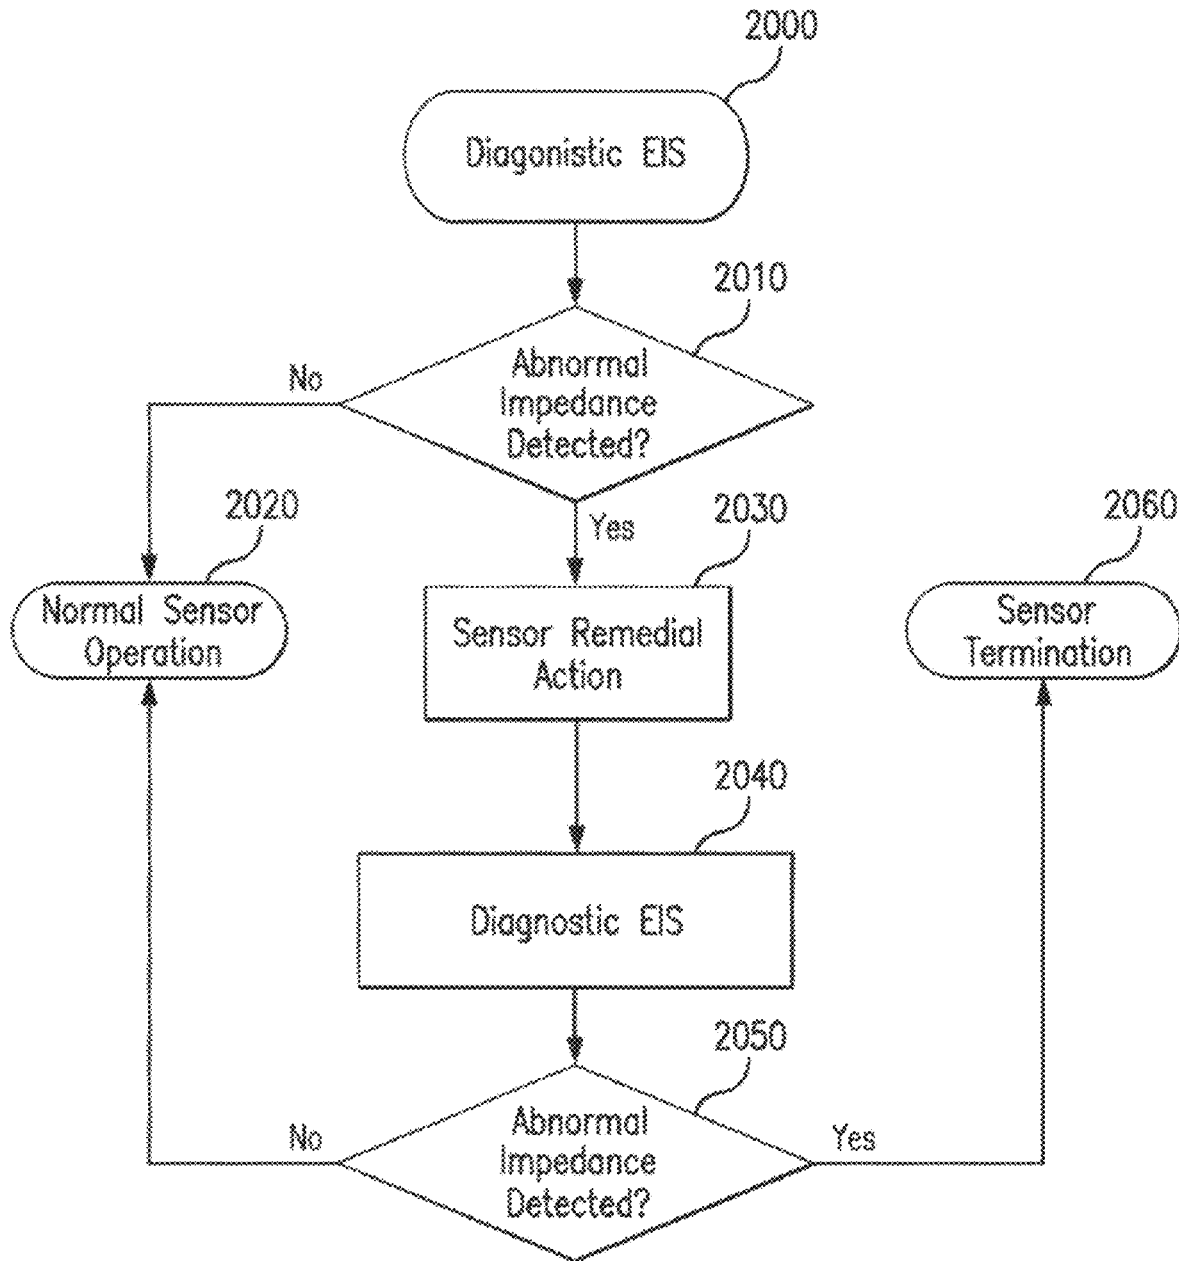 2000
Diagonistic EIS
2010
Abnormal
Impedance
Detected?
No
Yes
2020
Normal Sensor
Operation
2030
Sensor Remedial
Action
2060
Sensor
Termination
2040
Diagnostic EIS
2050
Abnormal
Impedance
Detected?
No
Yes